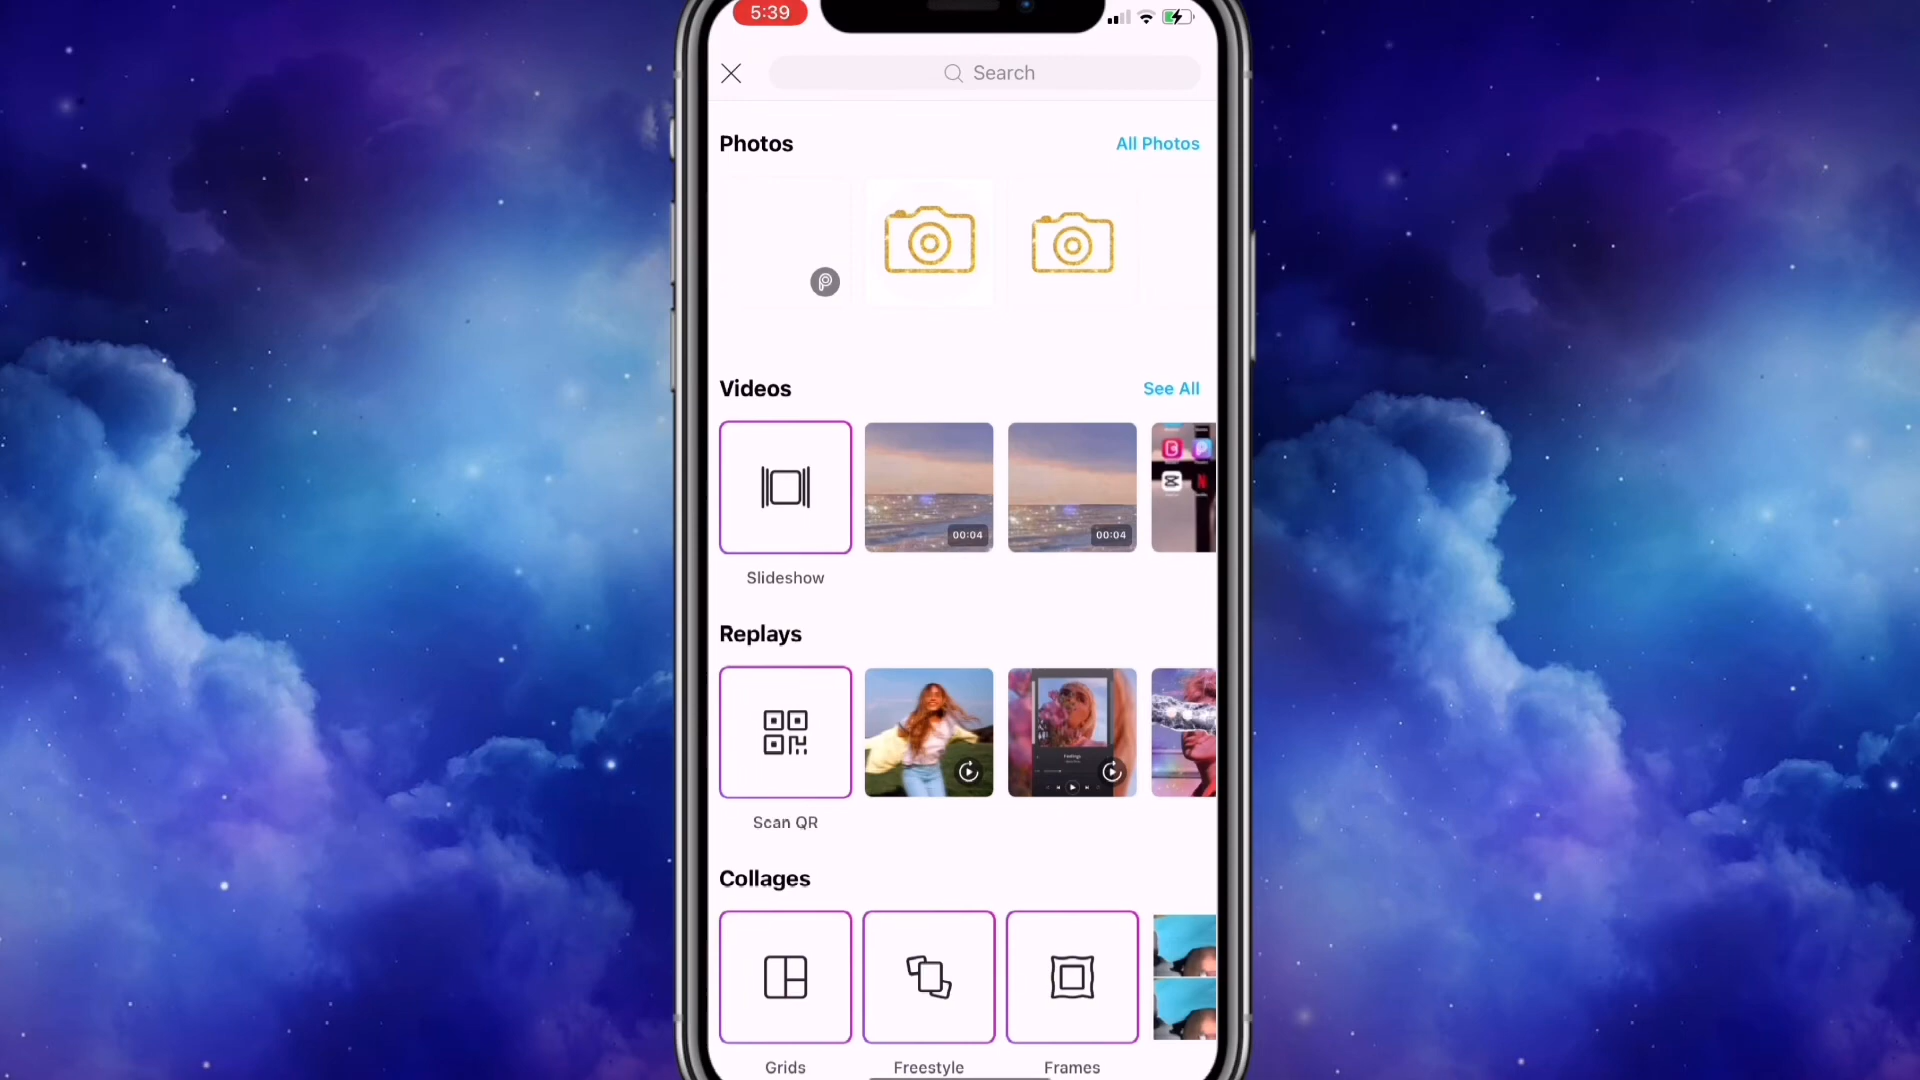 5:39
Search
Photos
All Photos
Videos
See All
00:04
00:04
Slideshow
Replays
Scan QR
Collages
Grids
Freestyle
Frames